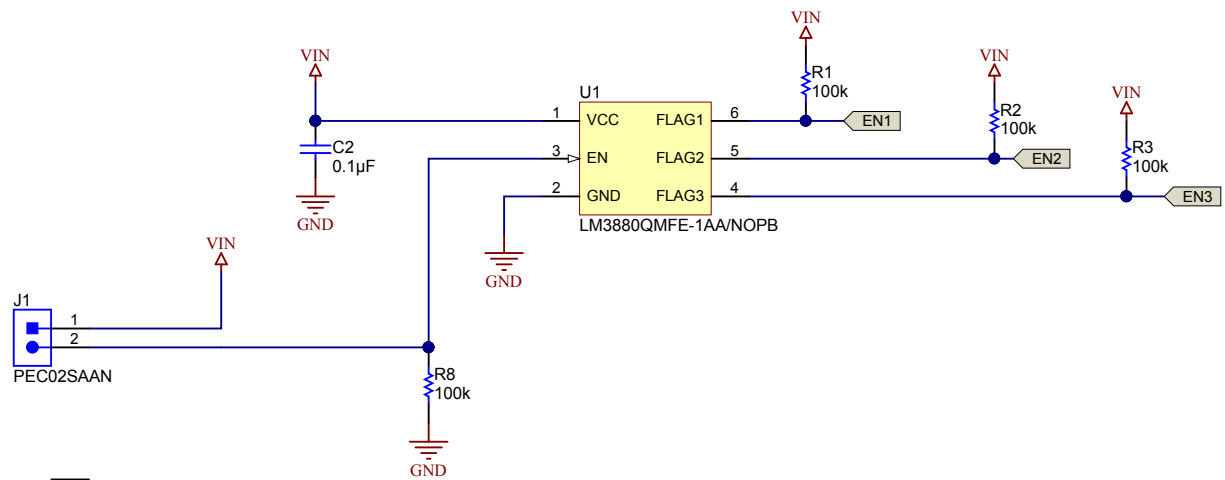 VIN
VIN
R1
100k
VIN
R2
100k
VIN
R3
100k
U1
1 VCC FLAG1 6 EN1
3 EN FLAG2 5 EN2
2 GND FLAG3 4 EN3
LM3880QMFE-1AA/NOPB
C2
0.1µF
GND
GND
VIN
J1
1
2
PEC02SAAN
R8
100k
GND